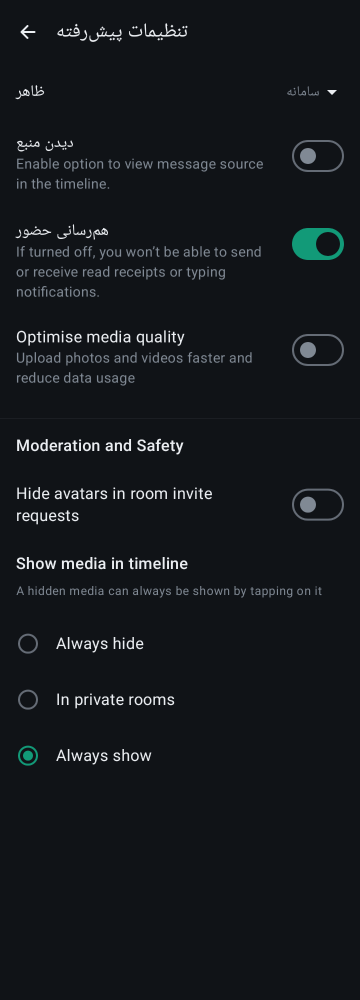 تنظیمات پیش‌رفته
ظاهر
سامانه
دیدن منبع
Enable option to view message source
in the timeline.
هم‌رسانی حضور
If turned off, you won’t be able to send
or receive read receipts or typing
notifications.
Optimise media quality
Upload photos and videos faster and
reduce data usage
Moderation and Safety
Hide avatars in room invite
requests
Show media in timeline
A hidden media can always be shown by tapping on it
Always hide
In private rooms
Always show